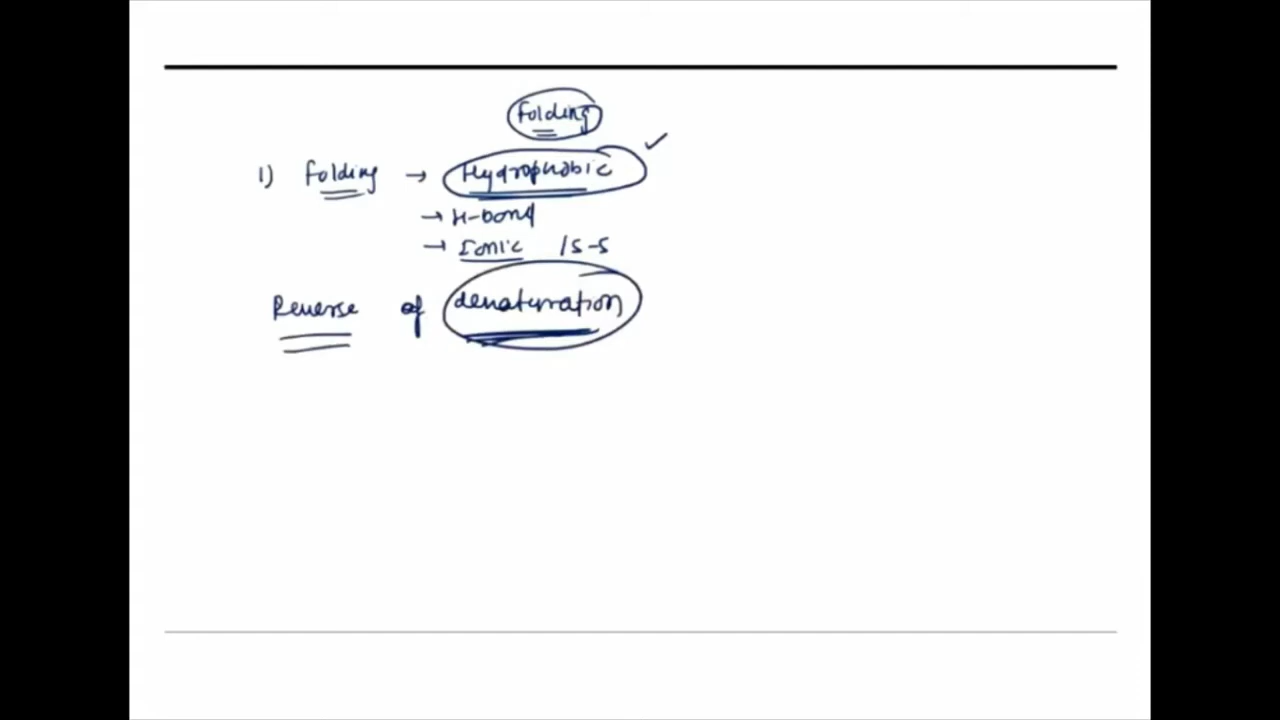 Folding
1) Folding → Hydrophobic ✓
→ H-bond
→ Ionic /S-S
Reverse of denaturation